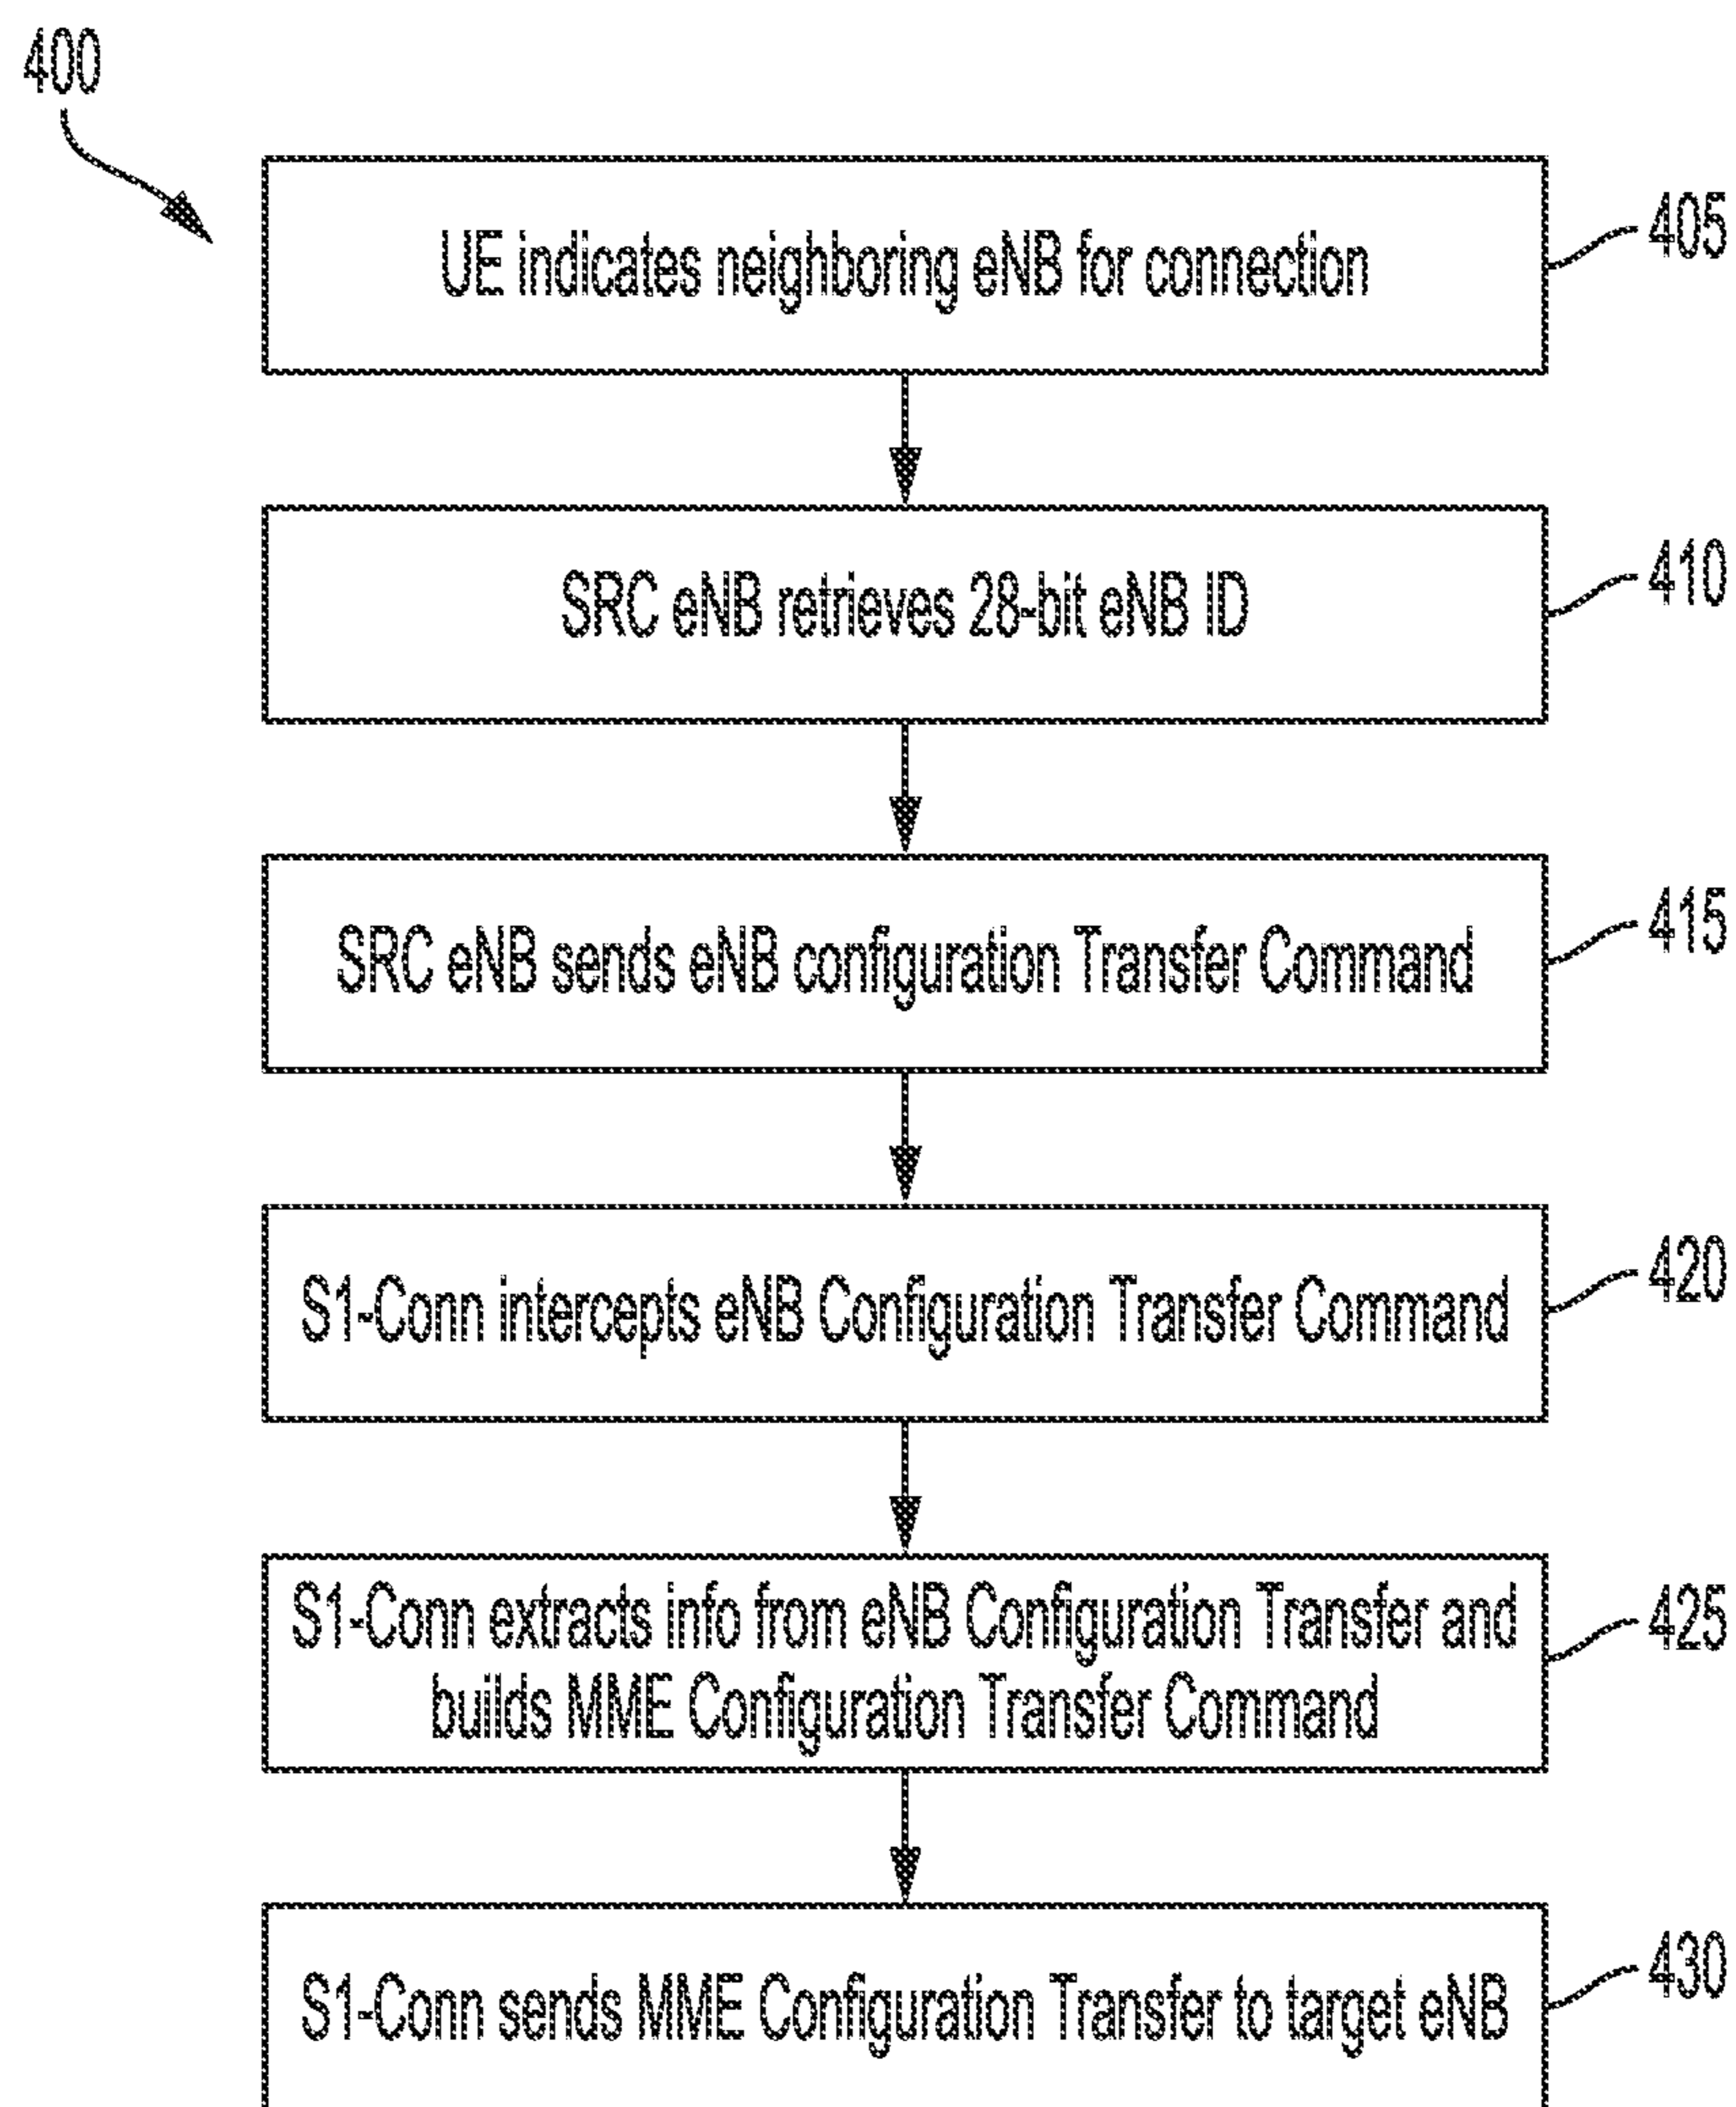 400
UE indicates neighboring eNB for connection
405
SRC eNB retrieves 28-bit eNB ID
410
SRC eNB sends eNB configuration Transfer Command
415
S1-Conn intercepts eNB Configuration Transfer Command
420
S1-Conn extracts info from eNB Configuration Transfer and
builds MME Configuration Transfer Command
425
S1-Conn sends MME Configuration Transfer to target eNB
430